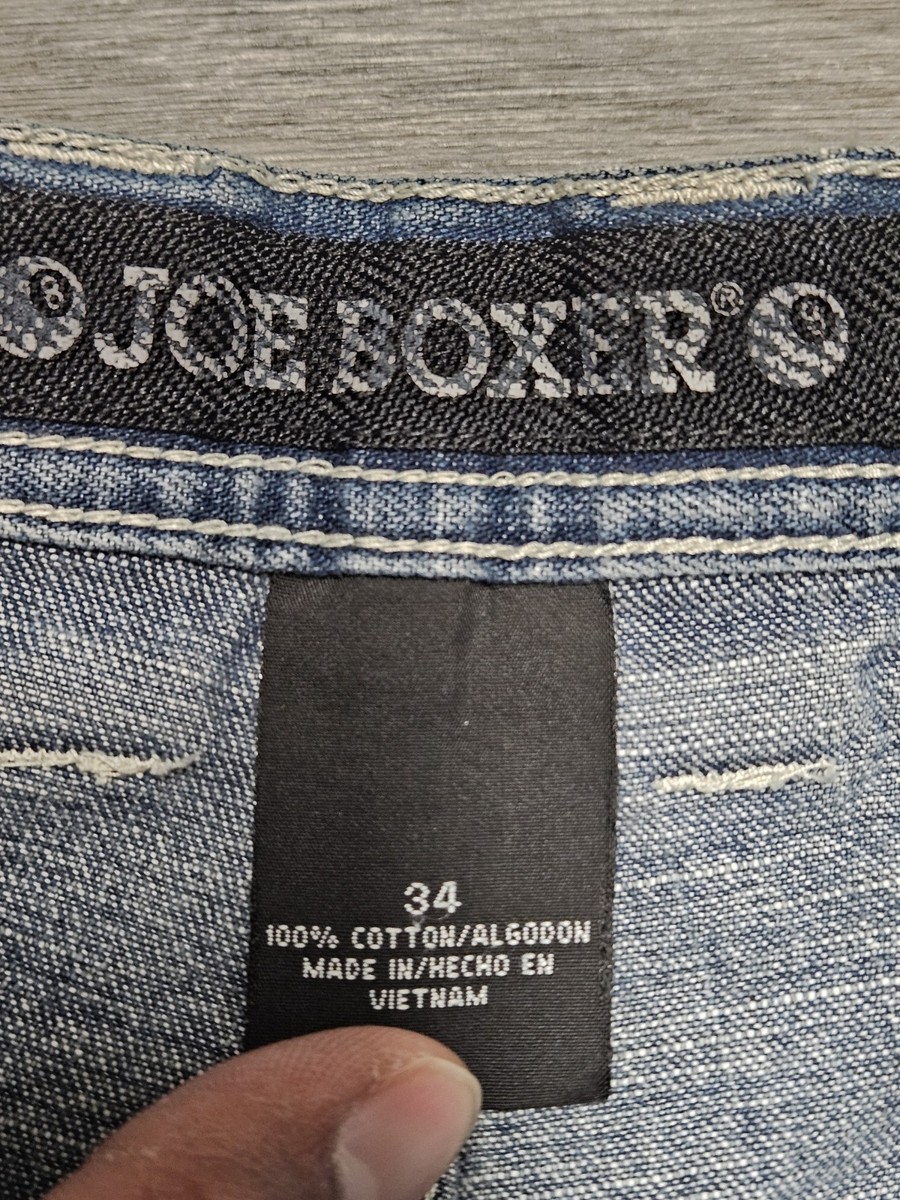 JOE BOXER®
34
100% COTTON/ALGODON
MADE IN/HECHO EN
VIETNAM